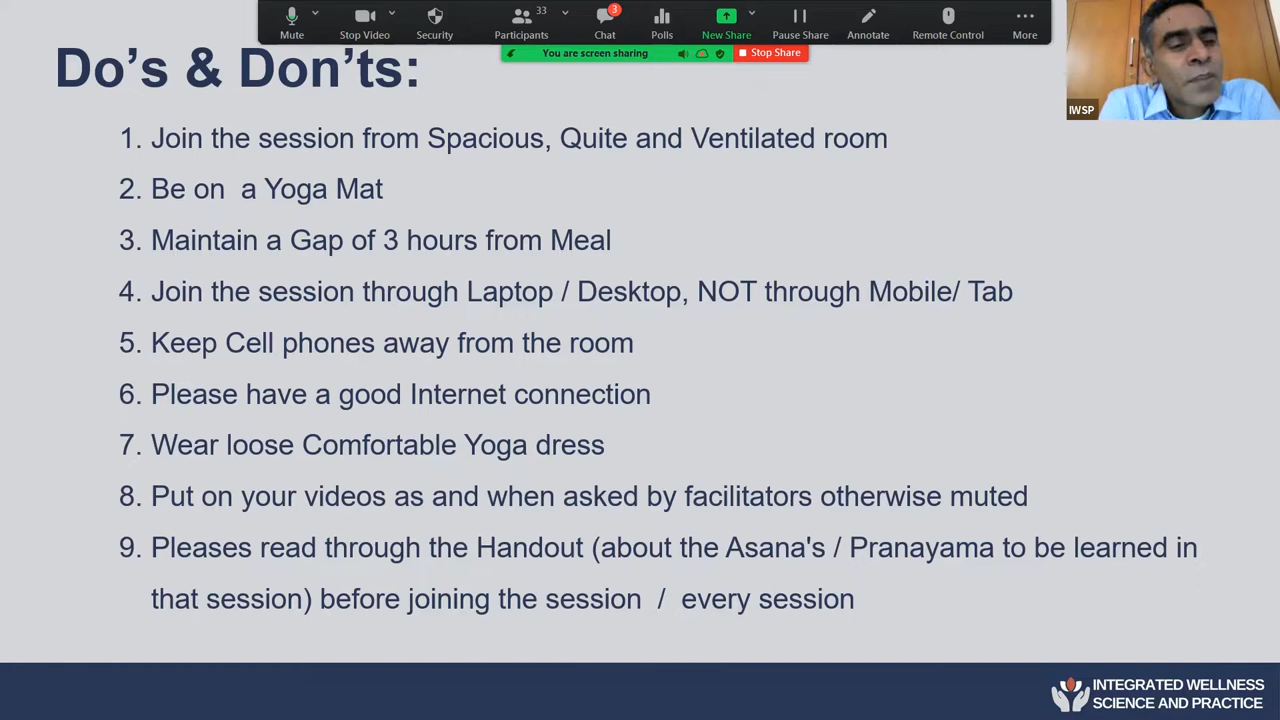 33
3
Mute
Stop Video
Security
Participants
Chat
Polls
New Share
Pause Share
Annotate
Remote Control
More
You are screen sharing
Stop Share
IWSP
Do’s & Don’ts:
1. Join the session from Spacious, Quite and Ventilated room
2. Be on  a Yoga Mat
3. Maintain a Gap of 3 hours from Meal
4. Join the session through Laptop / Desktop, NOT through Mobile/ Tab
5. Keep Cell phones away from the room
6. Please have a good Internet connection
7. Wear loose Comfortable Yoga dress
8. Put on your videos as and when asked by facilitators otherwise muted
9. Pleases read through the Handout (about the Asana's / Pranayama to be learned in
that session) before joining the session  /  every session
INTEGRATED WELLNESS
SCIENCE AND PRACTICE